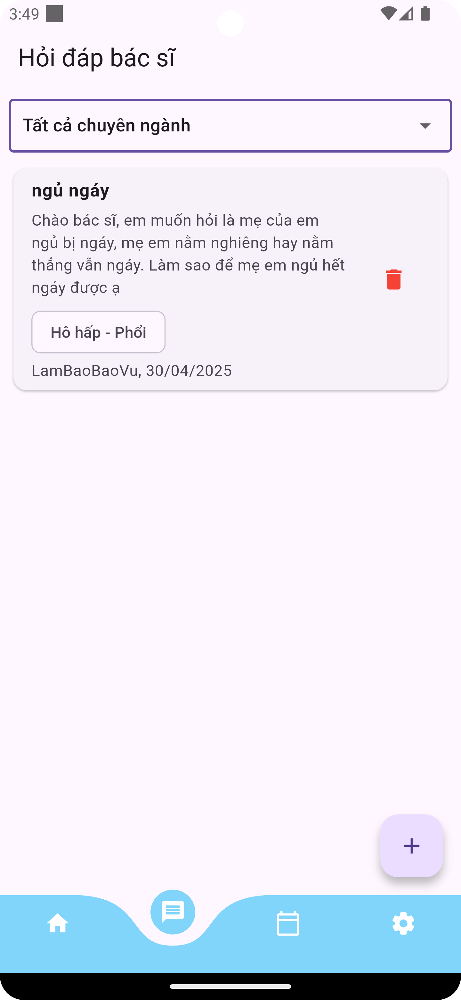 3:49
Hỏi đáp bác sĩ
Tất cả chuyên ngành
ngủ ngáy
Chào bác sĩ, em muốn hỏi là mẹ của em
ngủ bị ngáy, mẹ em nằm nghiêng hay nằm
thẳng vẫn ngáy. Làm sao để mẹ em ngủ hết
ngáy được ạ
Hô hấp - Phổi
LamBaoBaoVu, 30/04/2025